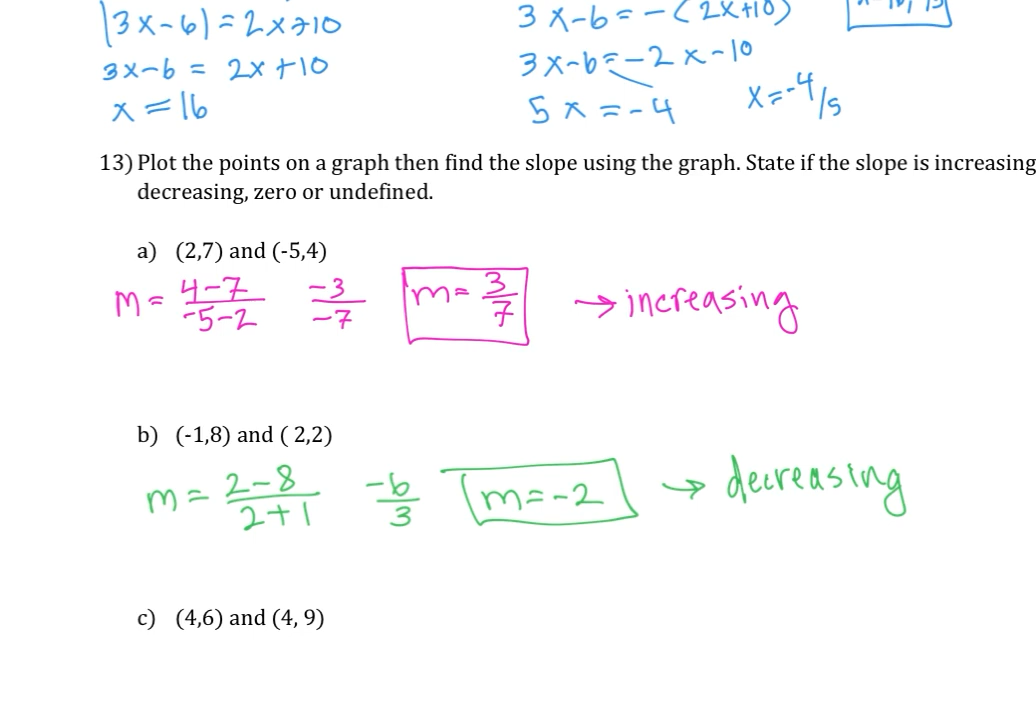 |3x-6| = 2x+10
3x-6 = -(2x+10)
3x-6 = 2x+10
3x-6 = -2x-10
x = 16
5x = -4
x = -4/5
13) Plot the points on a graph then find the slope using the graph. State if the slope is increasing
decreasing, zero or undefined.
a) (2,7) and (-5,4)
m = 4-7/-5-2 -3/-7 m = 3/7 → increasing
b) (-1,8) and ( 2,2)
m = 2-8/2+1 -6/3 m = -2 → decreasing
c) (4,6) and (4, 9)